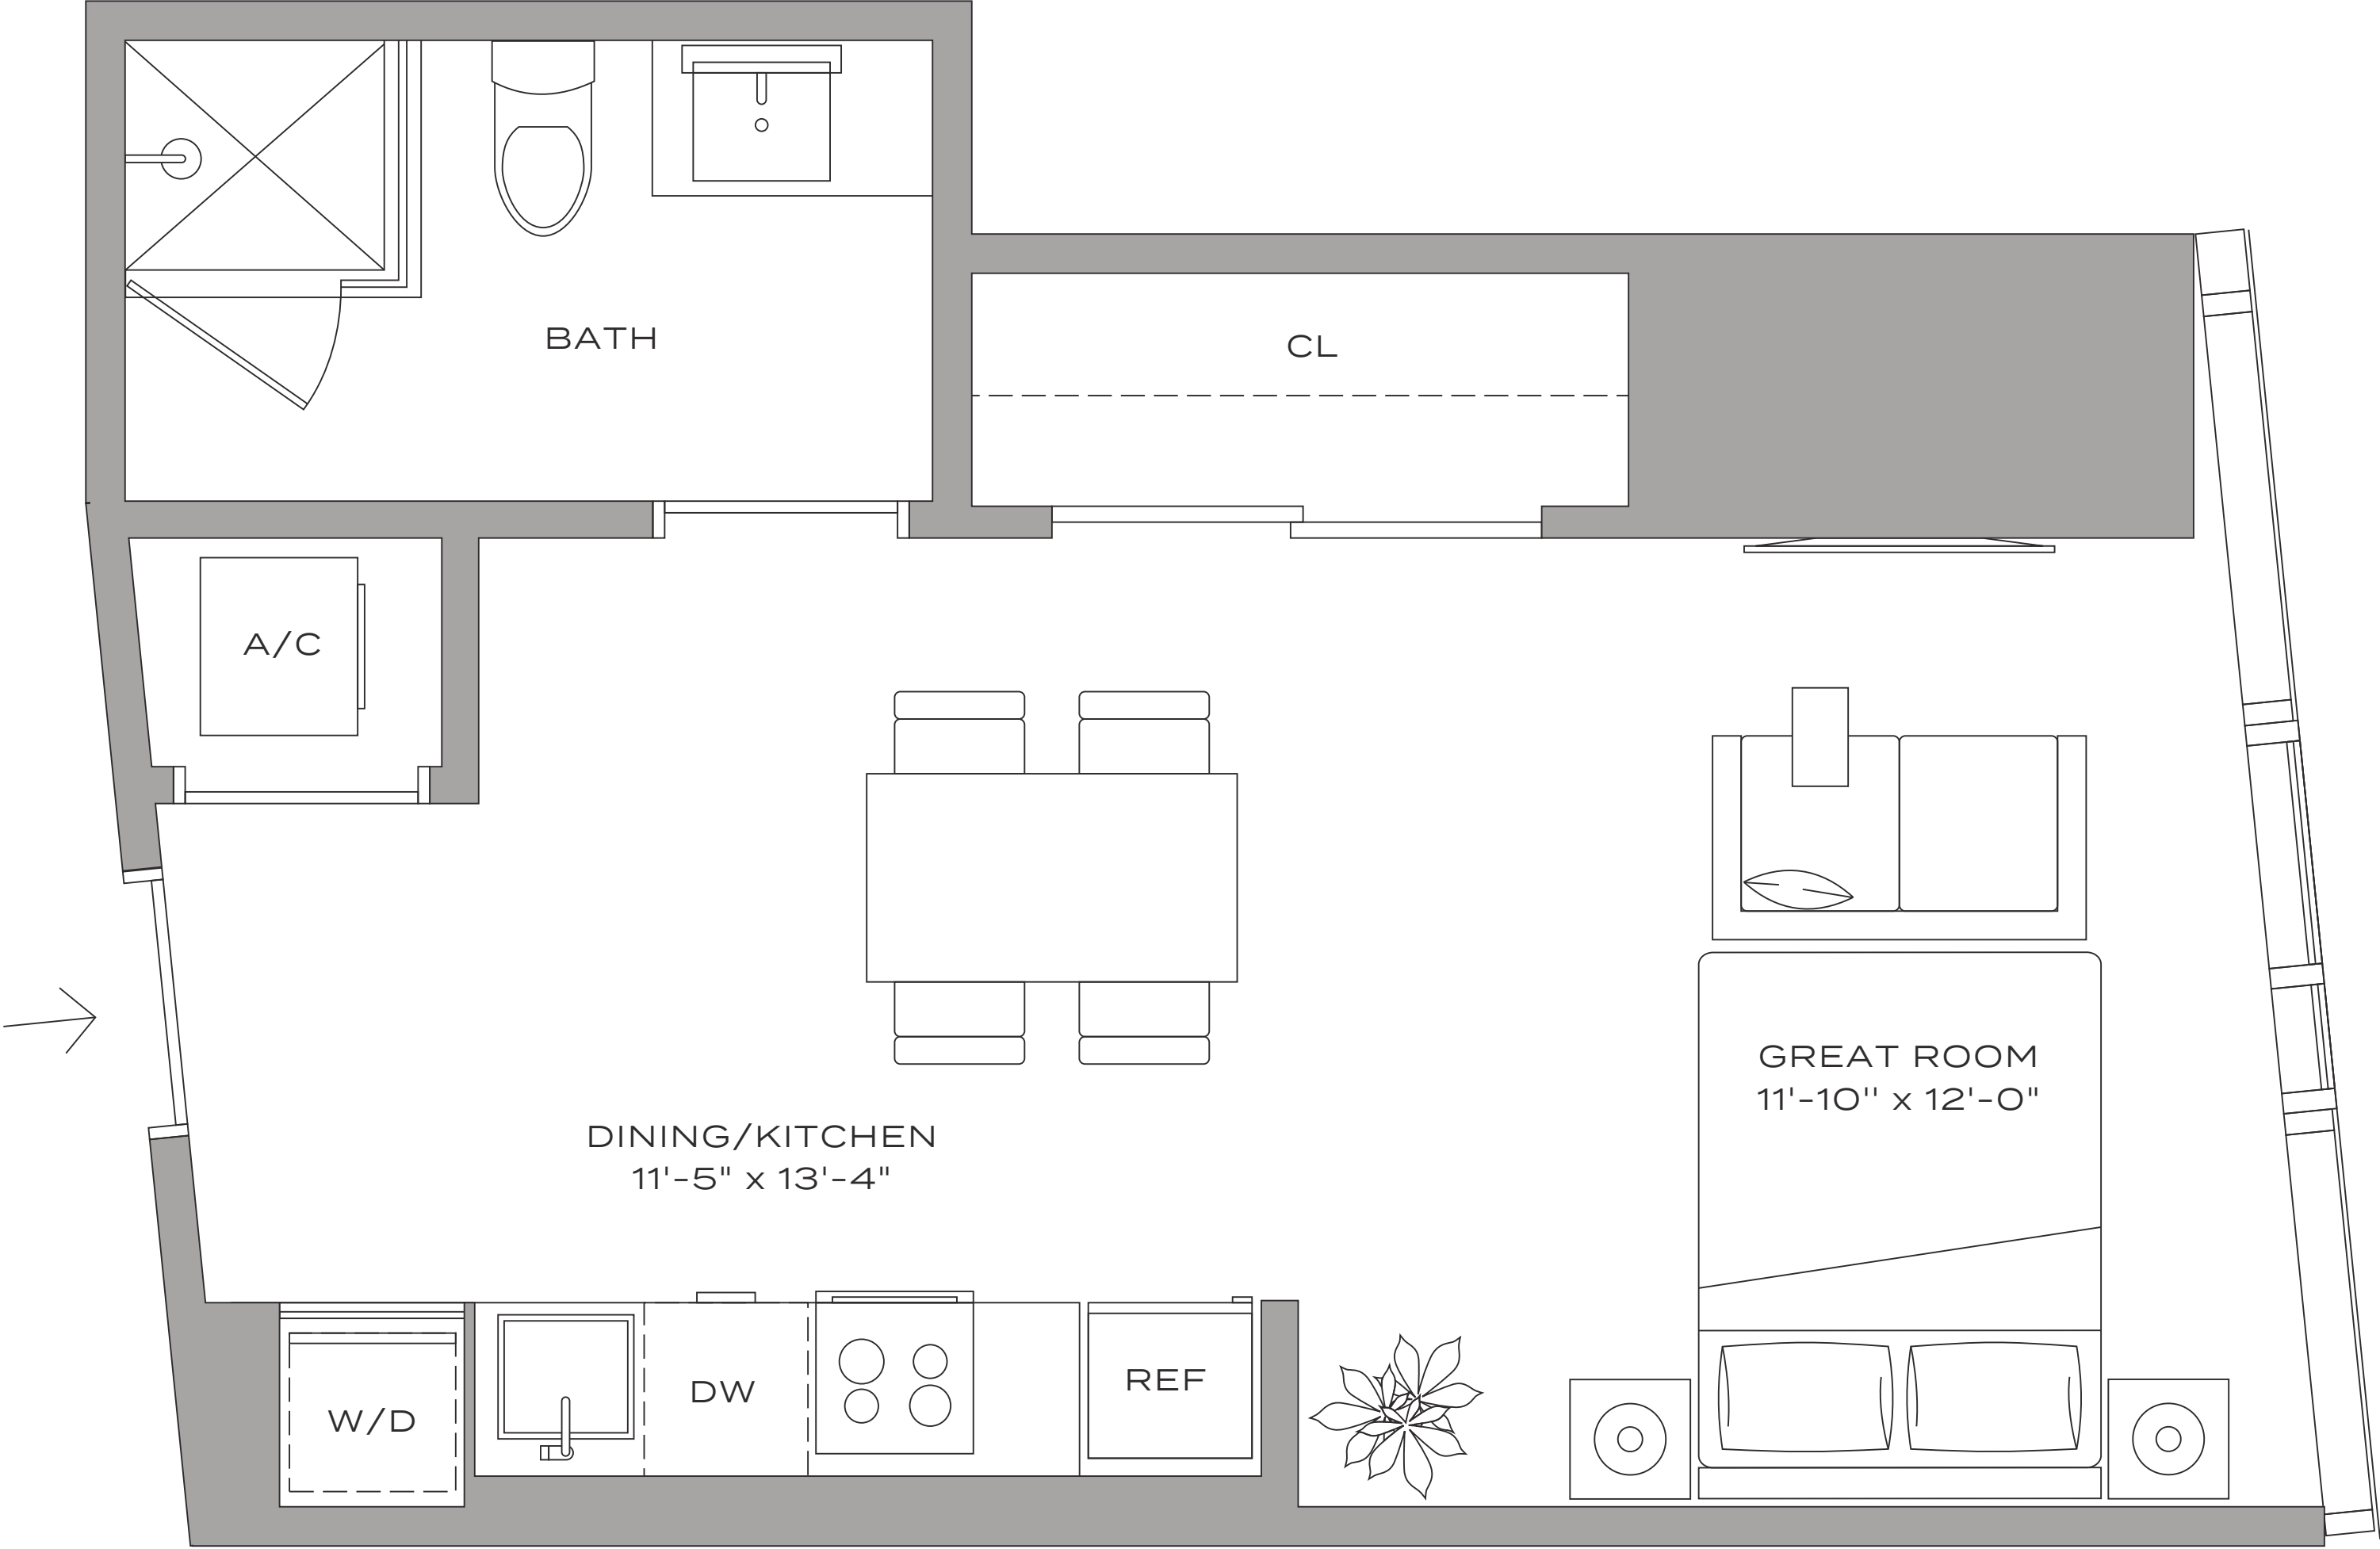 BATH
CL
A/C
GREAT ROOM
11'-10" x 12'-0"
DINING/KITCHEN
11'-5" x 13'-4"
W/D
DW
REF